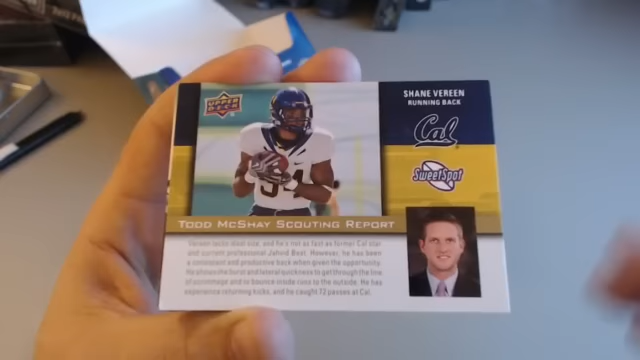 SHANE VEREEN
RUNNING BACK
UPPER
DECK
Cal
SweetSpot
34
TODD MCSHAY SCOUTING REPORT
Vereen lacks ideal size, and he's not as fast as former Cal star
and current professional Jahvid Best. However, he has been
a consistent and productive back when given the opportunity.
He shows the burst and lateral quickness to get through the line
of scrimmage and to bounce inside runs to the outside. He has
experience returning kicks, and he caught 72 passes at Cal.